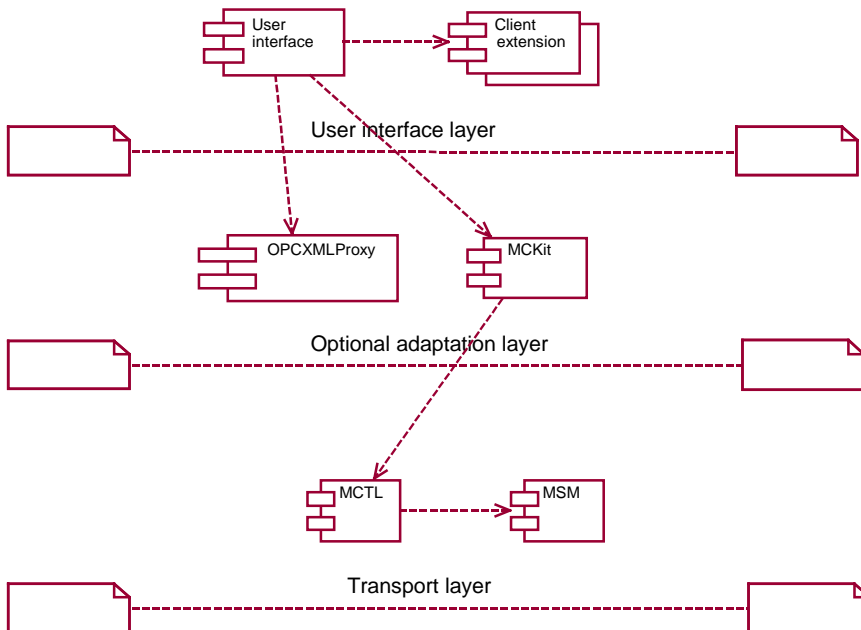 User
interface
Client
extension
User interface layer
OPCXMLProxy
MCKit
Optional adaptation layer
MCTL
MSM
Transport layer